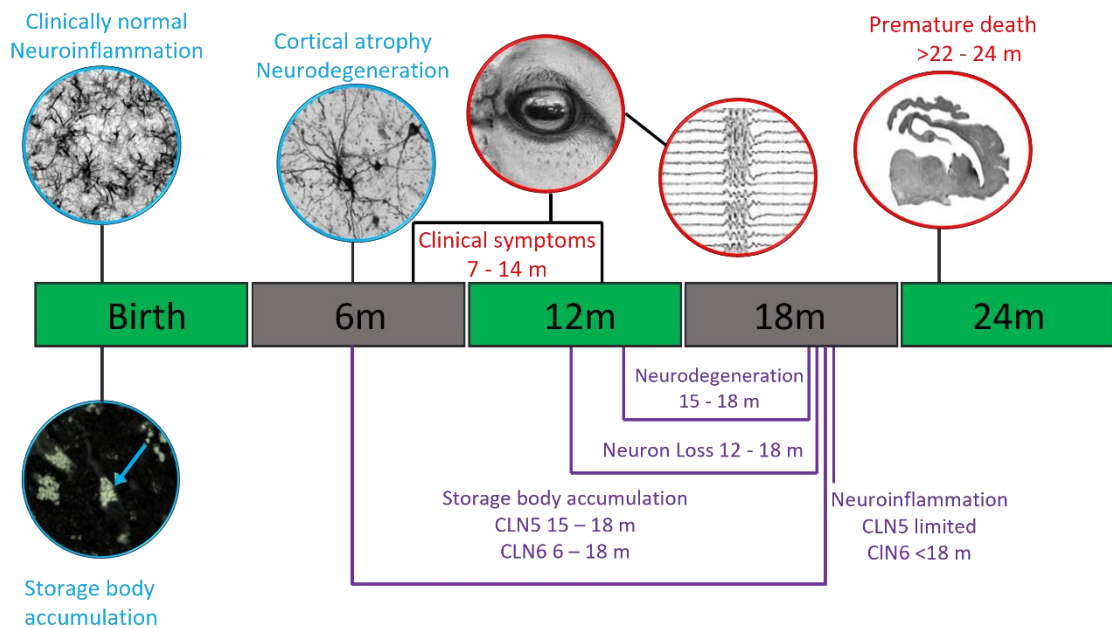 Clinically normal
Neuroinflammation
Cortical atrophy
Neurodegeneration
Premature death
>22 - 24 m
Clinical symptoms
7 - 14 m
Birth
6m
12m
18m
24m
Neurodegeneration
15 - 18 m
Neuron Loss 12 - 18 m
Storage body accumulation
CLN5 15 – 18 m
CLN6 6 – 18 m
Neuroinflammation
CLN5 limited
ClN6 <18 m
Storage body
accumulation